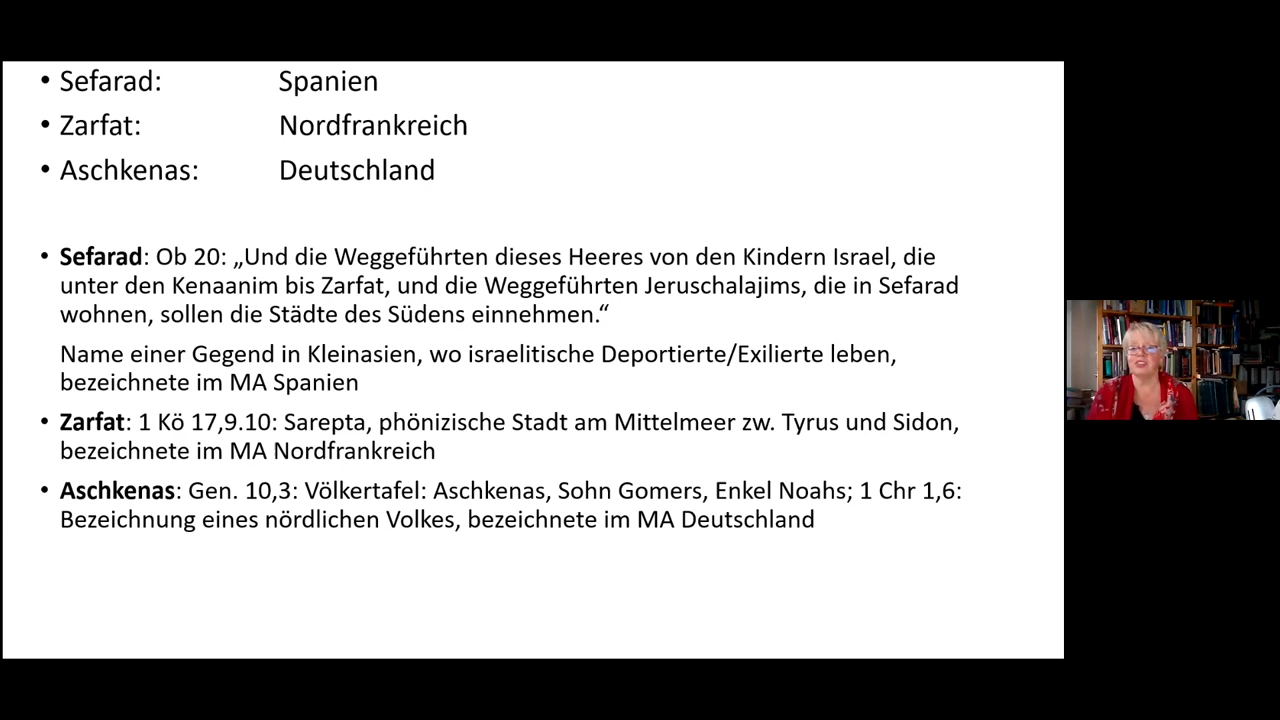 • Sefarad: Spanien
• Zarfat: Nordfrankreich
• Aschkenas: Deutschland
• Sefarad: Ob 20: „Und die Weggeführten dieses Heeres von den Kindern Israel, die
unter den Kenaanim bis Zarfat, und die Weggeführten Jeruschalajims, die in Sefarad
wohnen, sollen die Städte des Südens einnehmen.“
Name einer Gegend in Kleinasien, wo israelitische Deportierte/Exilierte leben,
bezeichnete im MA Spanien
• Zarfat: 1 Kö 17,9.10: Sarepta, phönizische Stadt am Mittelmeer zw. Tyrus und Sidon,
bezeichnete im MA Nordfrankreich
• Aschkenas: Gen. 10,3: Völkertafel: Aschkenas, Sohn Gomers, Enkel Noahs; 1 Chr 1,6:
Bezeichnung eines nördlichen Volkes, bezeichnete im MA Deutschland